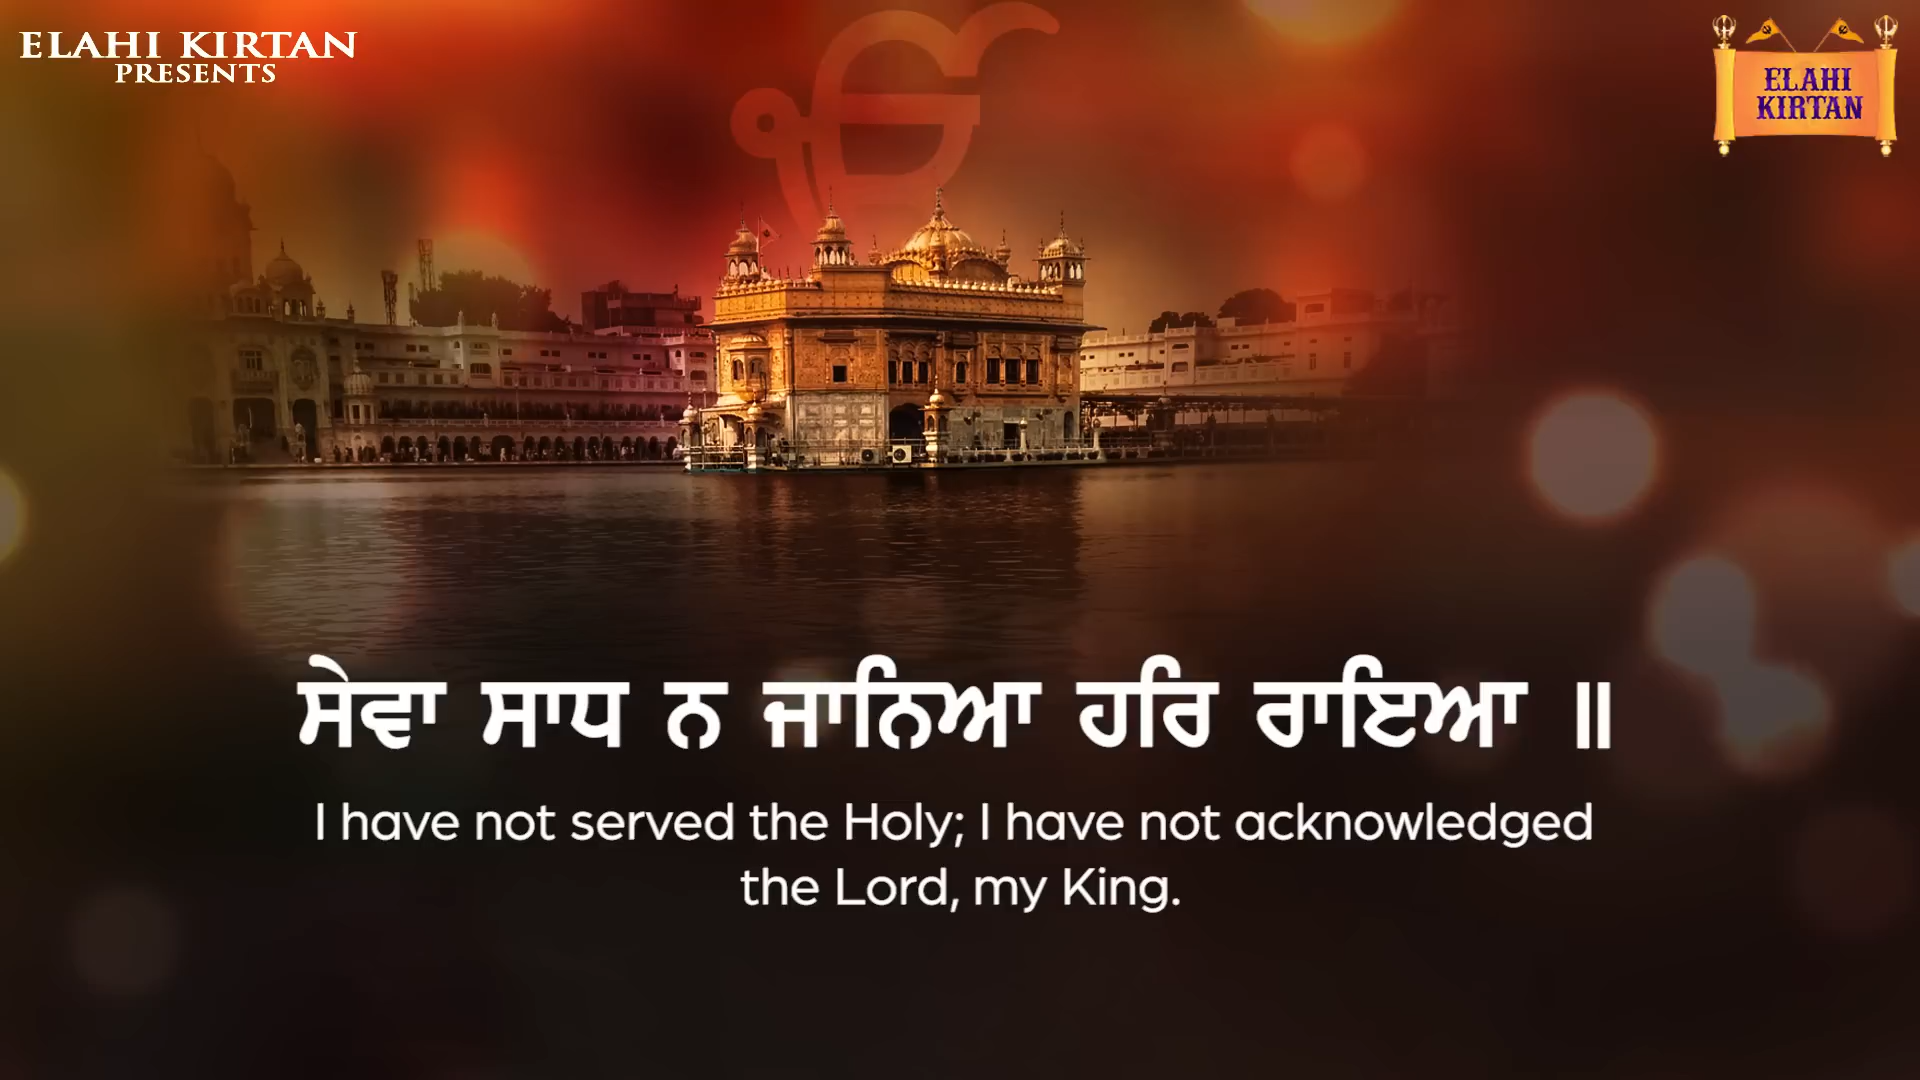 ELAHI KIRTAN
PRESENTS
ELAHI
KIRTAN
ਸੇਵਾ ਸਾਧ ਨ ਜਾਨਿਆ ਹਰਿ ਰਾਇਆ ॥
I have not served the Holy; I have not acknowledged
the Lord, my King.